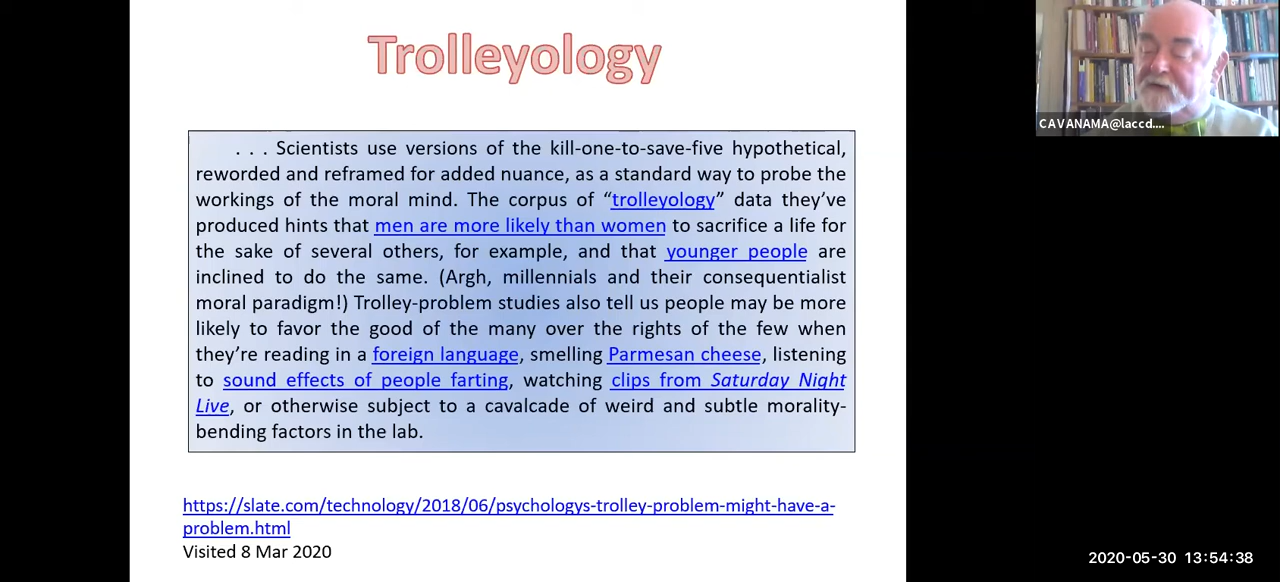 Trolleyology
. . . Scientists use versions of the kill-one-to-save-five hypothetical,
reworded and reframed for added nuance, as a standard way to probe the
workings of the moral mind. The corpus of “trolleyology” data they’ve
produced hints that men are more likely than women to sacrifice a life for
the sake of several others, for example, and that younger people are
inclined to do the same. (Argh, millennials and their consequentialist
moral paradigm!) Trolley-problem studies also tell us people may be more
likely to favor the good of the many over the rights of the few when
they’re reading in a foreign language, smelling Parmesan cheese, listening
to sound effects of people farting, watching clips from Saturday Night
Live, or otherwise subject to a cavalcade of weird and subtle morality-
bending factors in the lab.
https://slate.com/technology/2018/06/psychologys-trolley-problem-might-have-a-
problem.html
Visited 8 Mar 2020
CAVANAMA@laccd....
2020-05-30 13:54:38